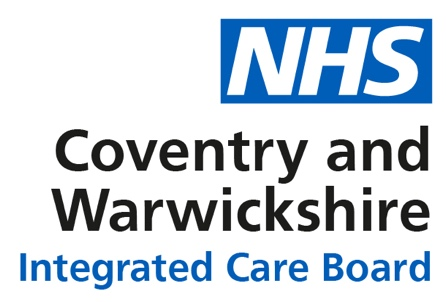 NHS
Coventry and
Warwickshire
Integrated Care Board